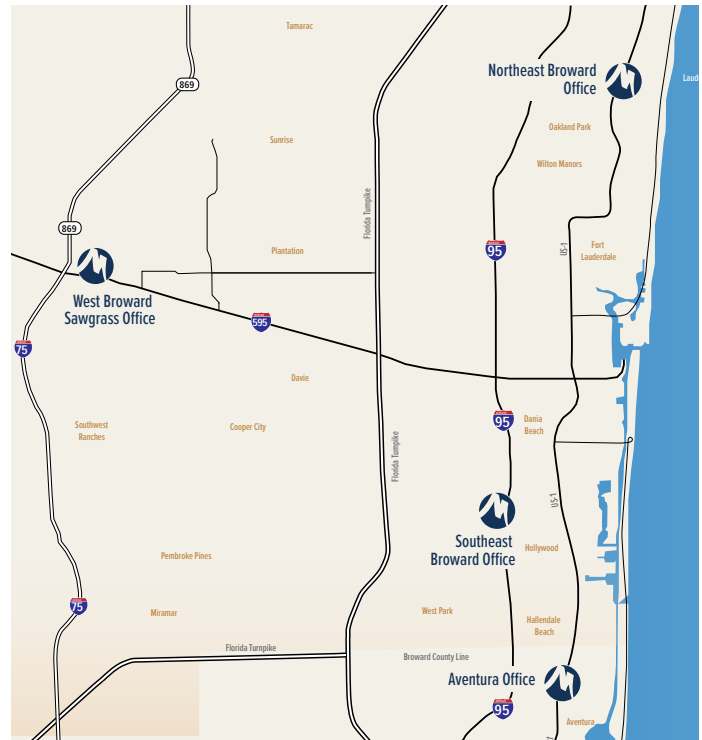 Tamarac
Northeast Broward
Office
869
Oakland Park
Sunrise
Wilton Manors
Florida Turnpike
869
95
US-1
Fort
Lauderdale
Plantation
West Broward
Sawgrass Office
595
75
Davie
Southwest
Ranches
Cooper City
95
Dania
Beach
Florida Tumpike
US-1
Southeast
Broward Office
Hollywood
Pembroke Pines
75
Miramar
West Park
Hallendale
Beach
Florida Turnpike
Broward County Line
Aventura Office
95
Aventura